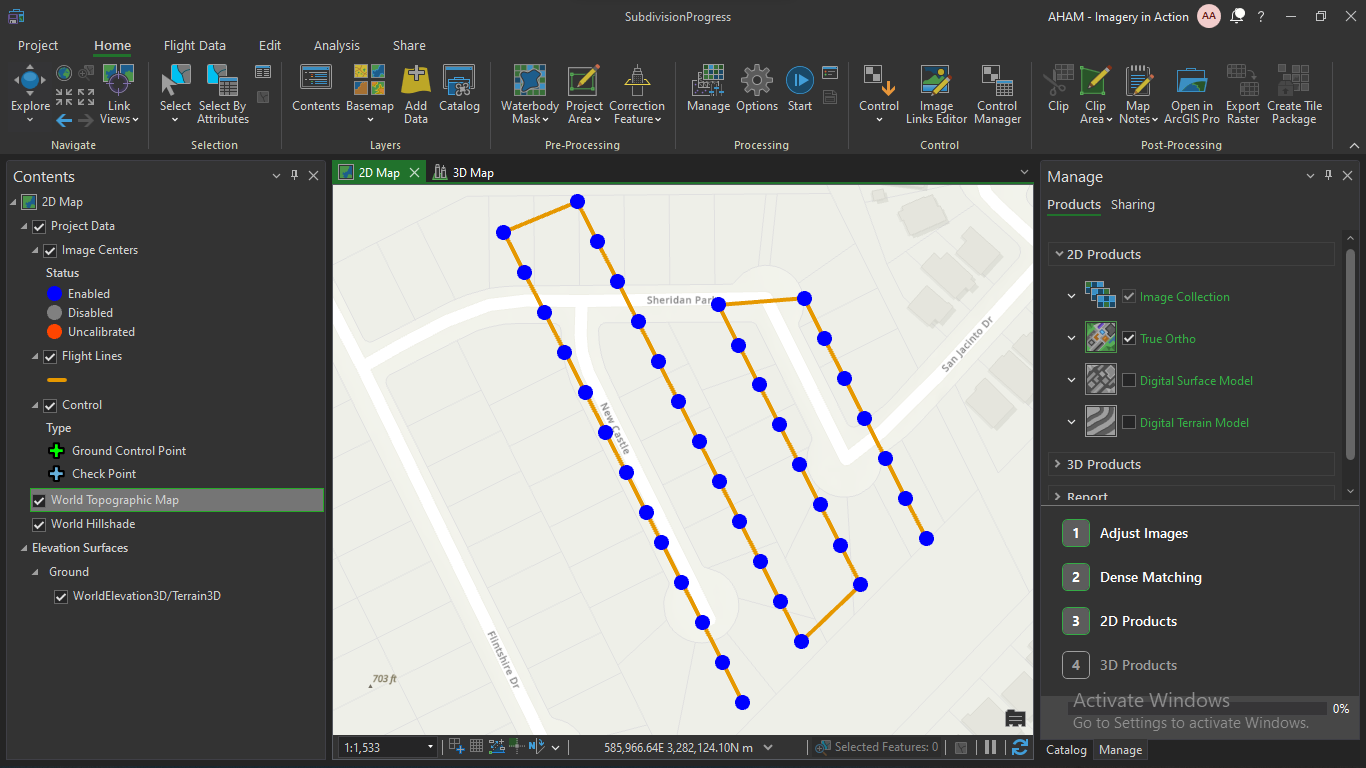 SubdivisionProgress
AHAM - Imagery in Action
AA
?
Project
Home
Flight Data
Edit
Analysis
Share
Explore
Link Views
Navigate
Select
Select By Attributes
Selection
Contents
Basemap
Add Data
Catalog
Layers
Waterbody Mask
Project Area
Correction Feature
Pre-Processing
Manage
Options
Start
Processing
Control
Image Links Editor
Control Manager
Control
Clip
Clip Area
Map Notes
Open in ArcGIS Pro
Export Raster
Create Tile Package
Post-Processing
Contents
2D Map
Project Data
Image Centers
Status
Enabled
Disabled
Uncalibrated
Flight Lines
Control
Type
Ground Control Point
Check Point
World Topographic Map
World Hillshade
Elevation Surfaces
Ground
WorldElevation3D/Terrain3D
2D Map
3D Map
Sheridan Park
San Jacinto Dr
New Castle
Flintshire Dr
703 ft
1:1,533
585,966.64E 3,282,124.10N m
Selected Features: 0
Manage
Products
Sharing
2D Products
Image Collection
True Ortho
Digital Surface Model
Digital Terrain Model
3D Products
Report
1 Adjust Images
2 Dense Matching
3 2D Products
4 3D Products
Activate Windows
0%
Go to Settings to activate Windows.
Catalog
Manage